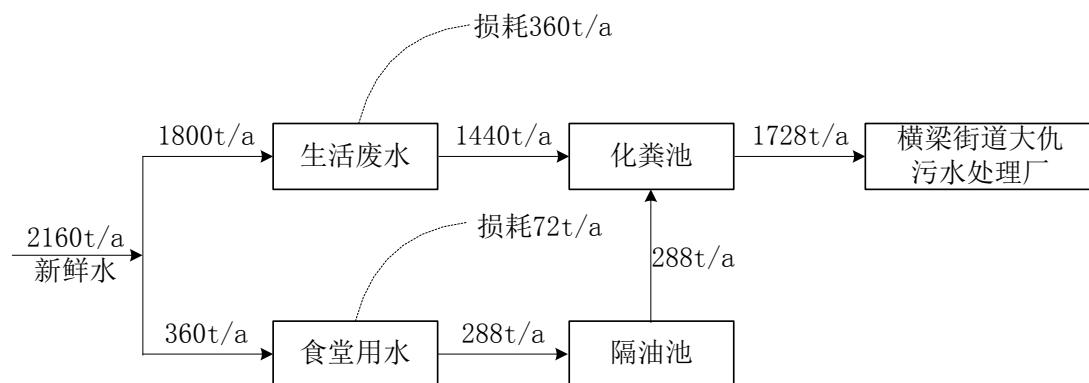 损耗360t/a
1800t/a
生活废水
1440t/a
化粪池
1728t/a
横梁街道大仇
污水处理厂
2160t/a
新鲜水
损耗72t/a
288t/a
360t/a
食堂用水
288t/a
隔油池